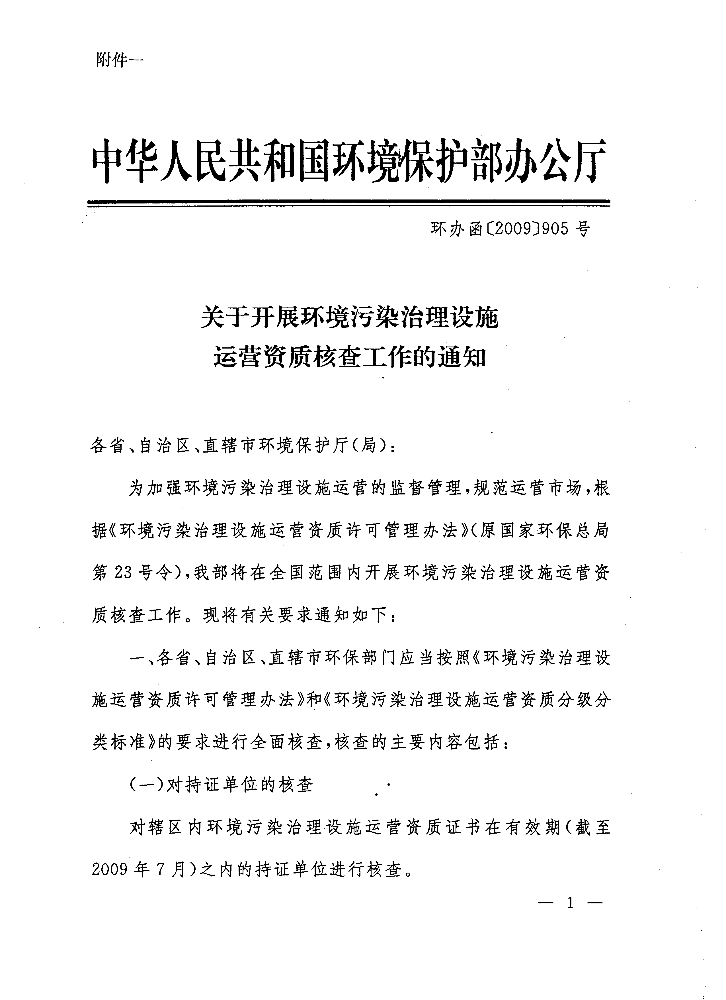 附件一
中华人民共和国环境保护部办公厅
环办函〔2009〕905 号
关于开展环境污染治理设施
运营资质核查工作的通知
各省、自治区、直辖市环境保护厅(局):
为加强环境污染治理设施运营的监督管理,规范运营市场,根
据《环境污染治理设施运营资质许可管理办法》(原国家环保总局
第 23 号令),我部将在全国范围内开展环境污染治理设施运营资
质核查工作。现将有关要求通知如下:
一、各省、自治区、直辖市环保部门应当按照《环境污染治理设
施运营资质许可管理办法》和《环境污染治理设施运营资质分级分
类标准》的要求进行全面核查,核查的主要内容包括:
(一)对持证单位的核查
对辖区内环境污染治理设施运营资质证书在有效期(截至
2009 年 7 月)之内的持证单位进行核查。
— 1 —